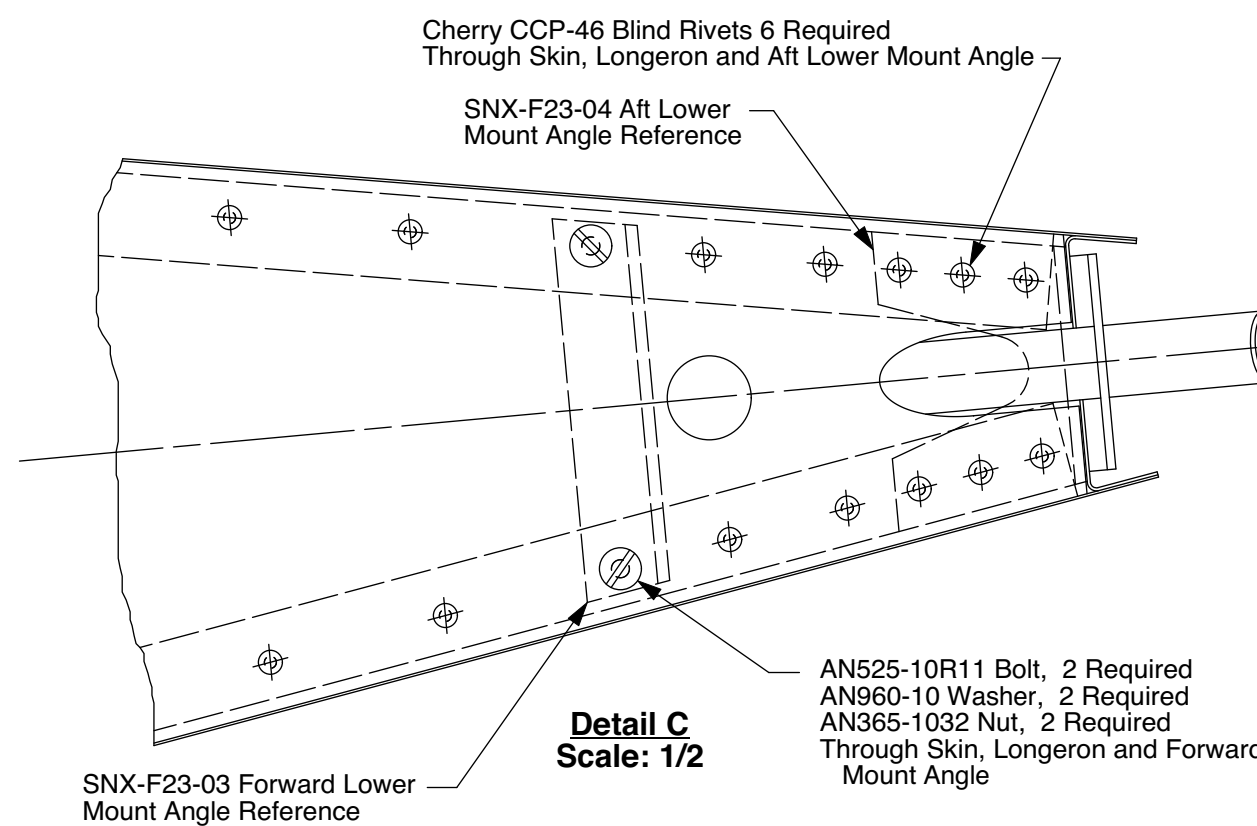 Cherry CCP-46 Blind Rivets 6 Required
Through Skin, Longeron and Aft Lower Mount Angle
SNX-F23-04 Aft Lower
Mount Angle Reference
AN525-10R11 Bolt, 2 Required
AN960-10 Washer, 2 Required
AN365-1032 Nut, 2 Required
Through Skin, Longeron and Forward
Mount Angle
Detail C
Scale: 1/2
SNX-F23-03 Forward Lower
Mount Angle Reference